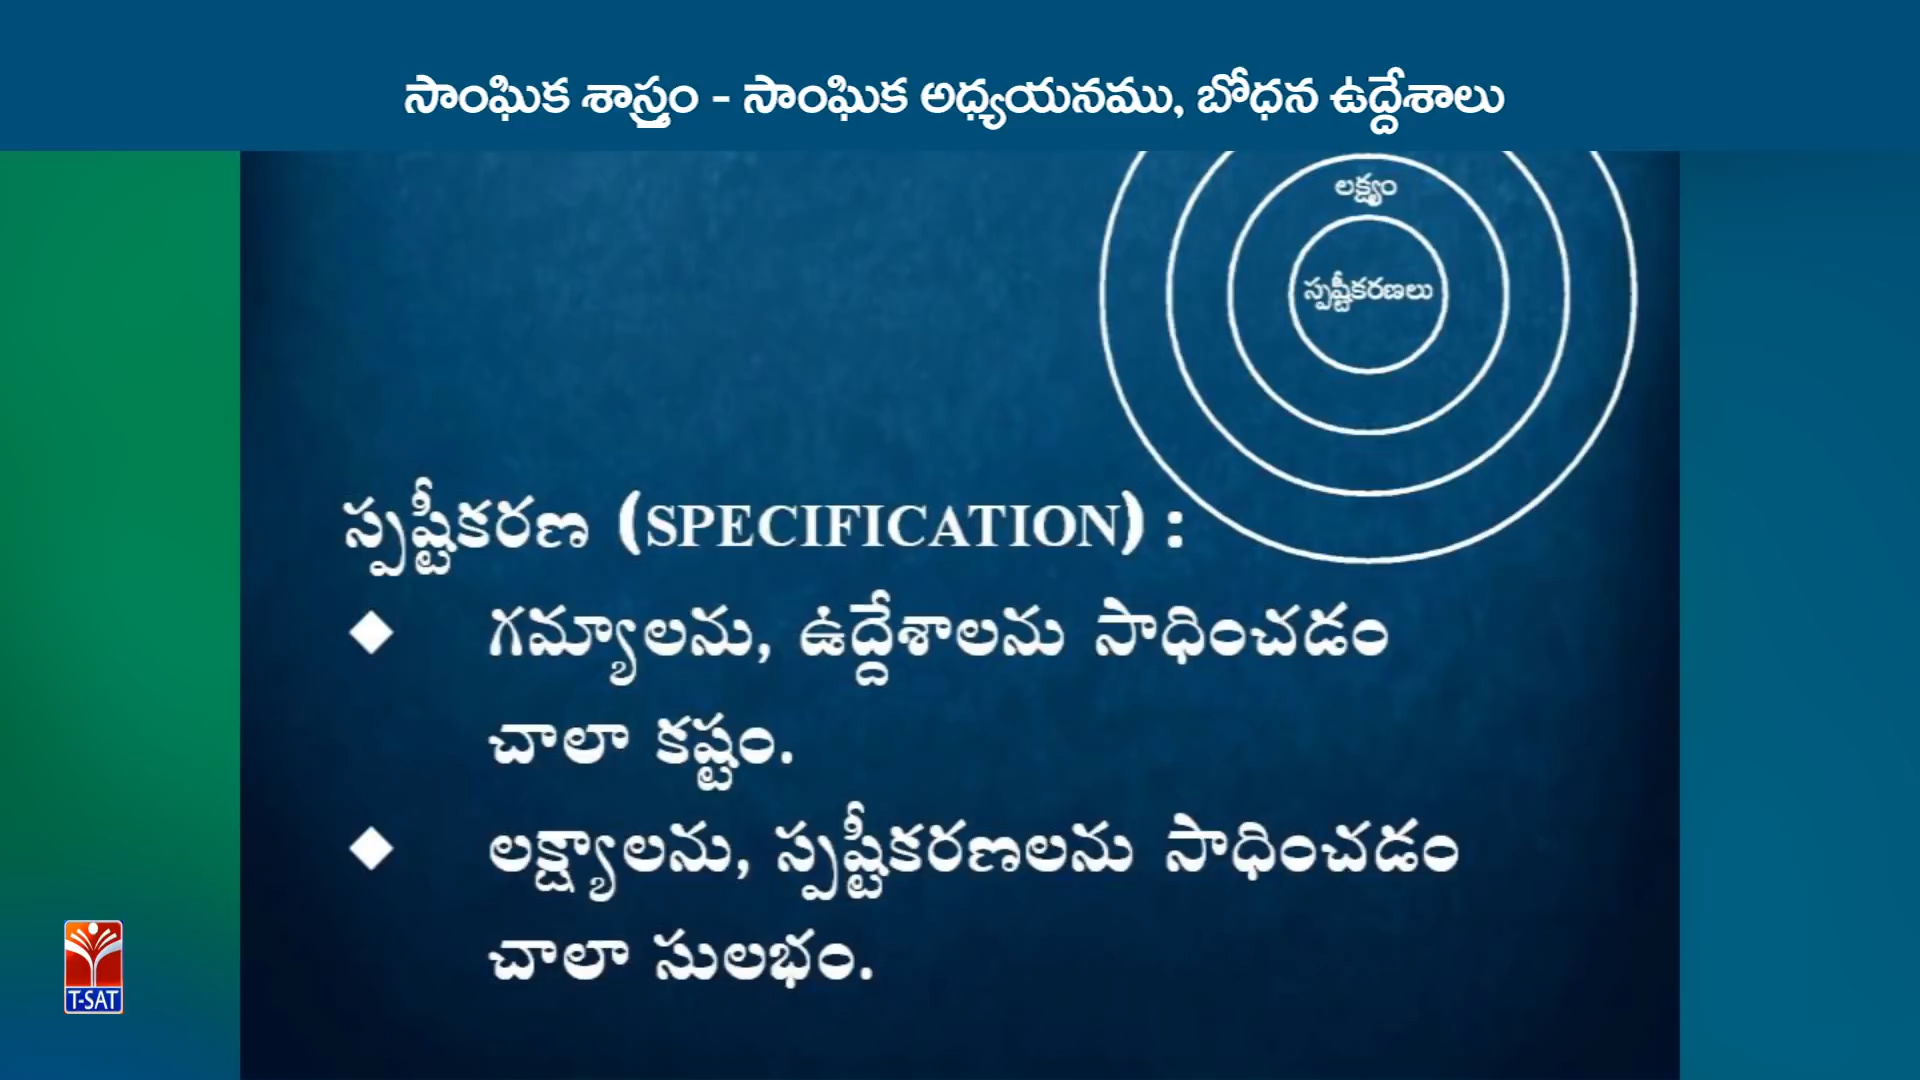 సాంఘిక శాస్త్రం - సాంఘిక అధ్యయనము, బోధన ఉద్దేశాలు
లక్ష్యం
స్పష్టీకరణలు
స్పష్టీకరణ (SPECIFICATION) :
గమ్యాలను, ఉద్దేశాలను సాధించడం
చాలా కష్టం.
లక్ష్యాలను, స్పష్టీకరణలను సాధించడం
చాలా సులభం.
T-SAT